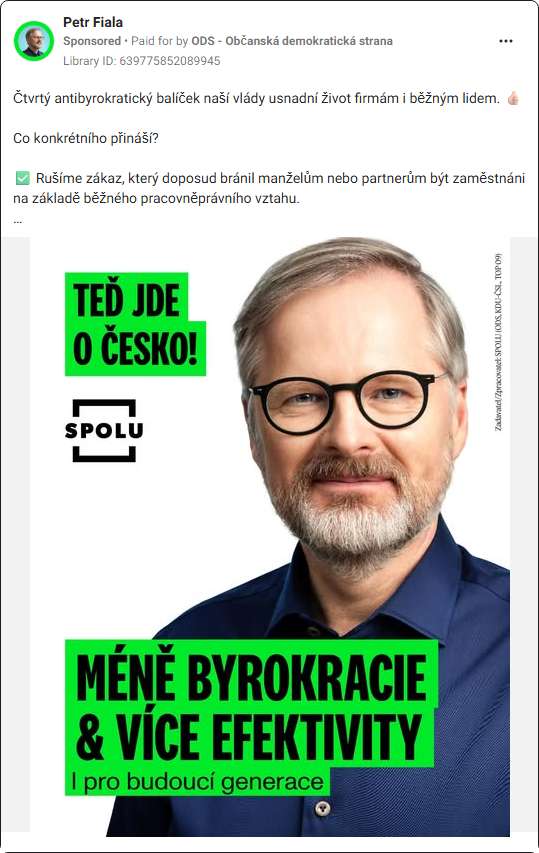 Petr Fiala
Sponsored • Paid for by ODS - Občanská demokratická strana
Library ID: 639775852089945
Čtvrtý antibyrokratický balíček naší vlády usnadní život firmám i běžným lidem. 👍🏻
Co konkrétního přináší?
✅ Rušíme zákaz, který doposud bránil manželům nebo partnerům být zaměstnáni
na základě běžného pracovněprávního vztahu.
...
TEĎ JDE
O ČESKO!
SPOLU
Zadavatel/Zpracovatel: SPOLU (ODS, KDU-ČSL, TOP 09)
MÉNĚ BYROKRACIE
& VÍCE EFEKTIVITY
I pro budoucí generace